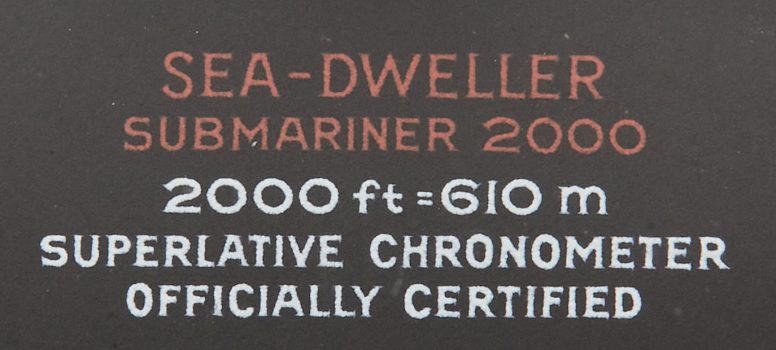 SEA-DWELLER
SUBMARINER 2000
2000 ft = 610 m
SUPERLATIVE CHRONOMETER
OFFICIALLY CERTIFIED